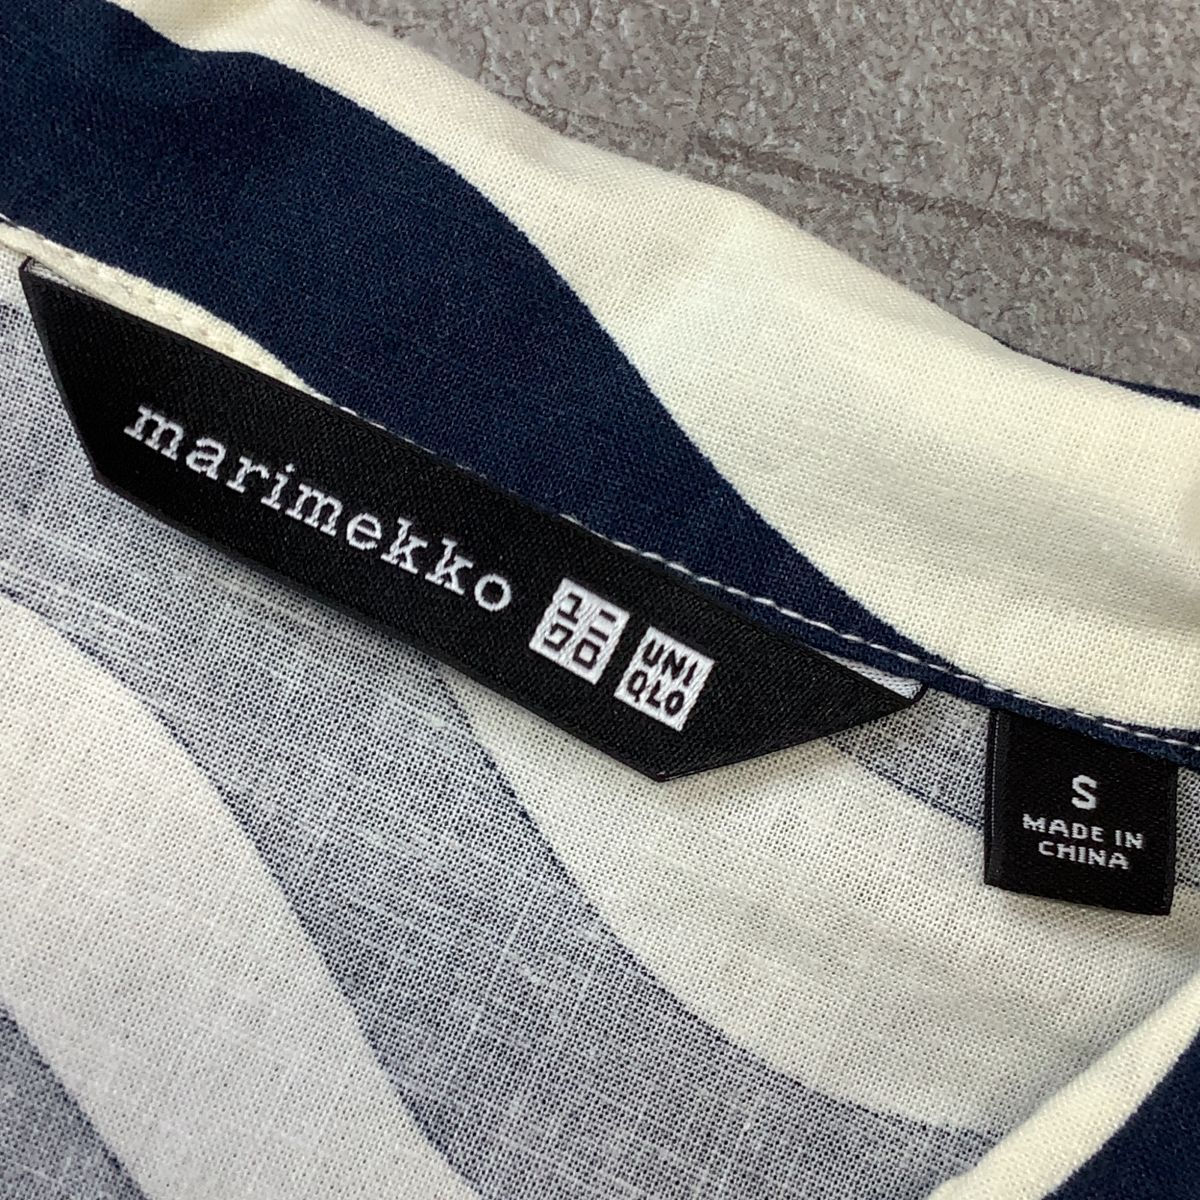 marimekko
ユニ
クロ
UNI
QLO
S
MADE IN
CHINA